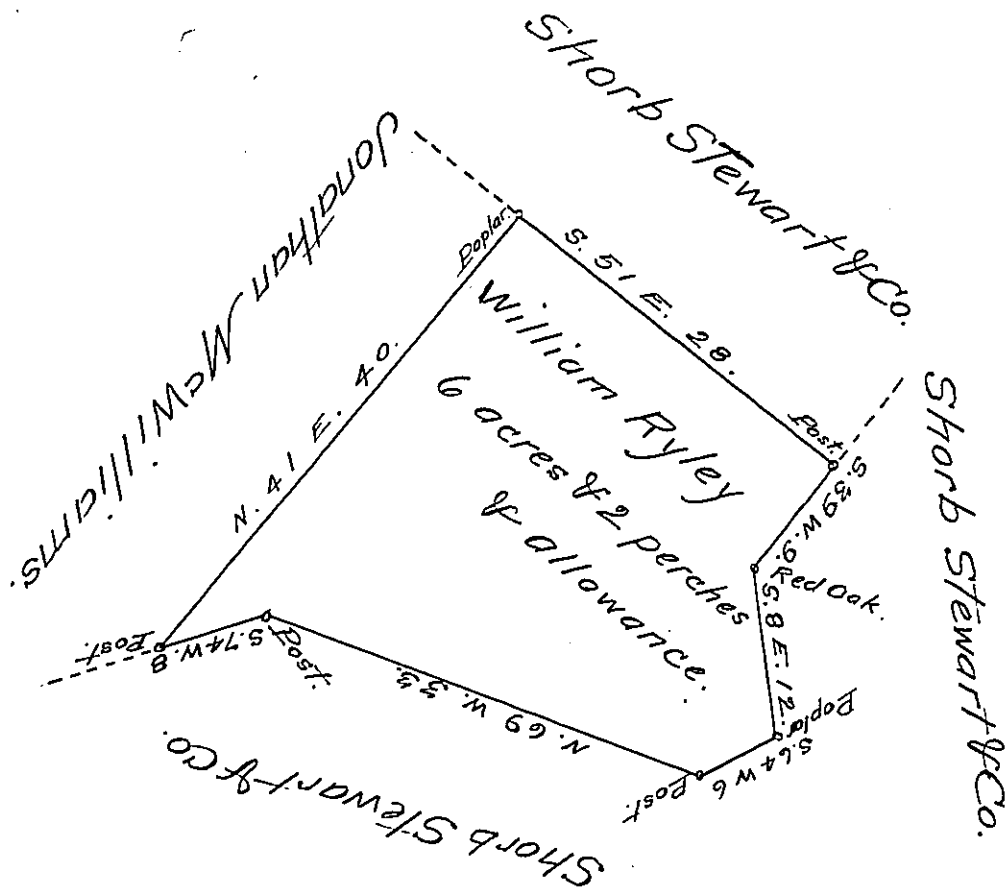 Shorb Stewart & Co.
Jonathan McWilliams.
Poplar.
S. 51 E. 28.
William Ryley
6 acres & 2 perches
& allowance.
N. 41 E. 40.
Post.
S. 39 W. 9.
Red Oak.
S. 8 E. 12.
Shorb Stewart & Co.
Poplar
S. 64 W 6
Post.
N. 69 W. 33.
Post.
S. 74 W. 8
Post.
Shorb Stewart & Co.